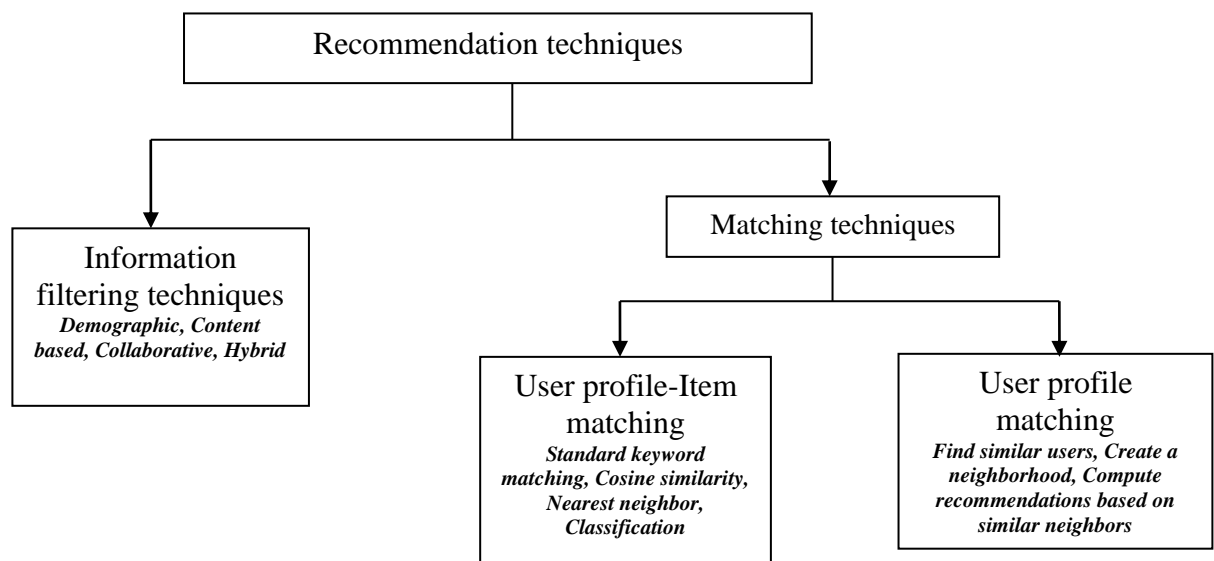 Recommendation techniques
Matching techniques
Information
filtering techniques
Demographic, Content
based, Collaborative, Hybrid
User profile-Item
matching
Standard keyword
matching, Cosine similarity,
Nearest neighbor,
Classification
User profile
matching
Find similar users, Create a
neighborhood, Compute
recommendations based on
similar neighbors